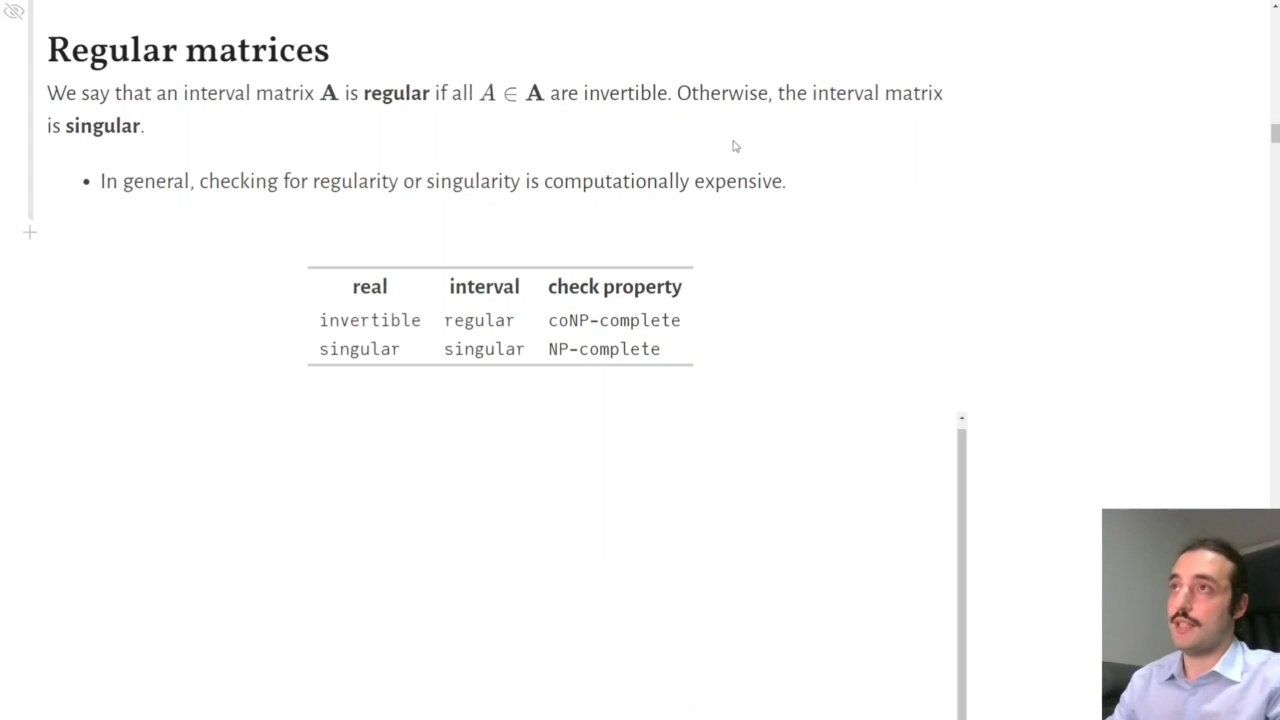 Regular matrices
We say that an interval matrix A is regular if all A ∈ A are invertible. Otherwise, the interval matrix
is singular.
• In general, checking for regularity or singularity is computationally expensive.
real interval check property
invertible regular coNP-complete
singular singular NP-complete